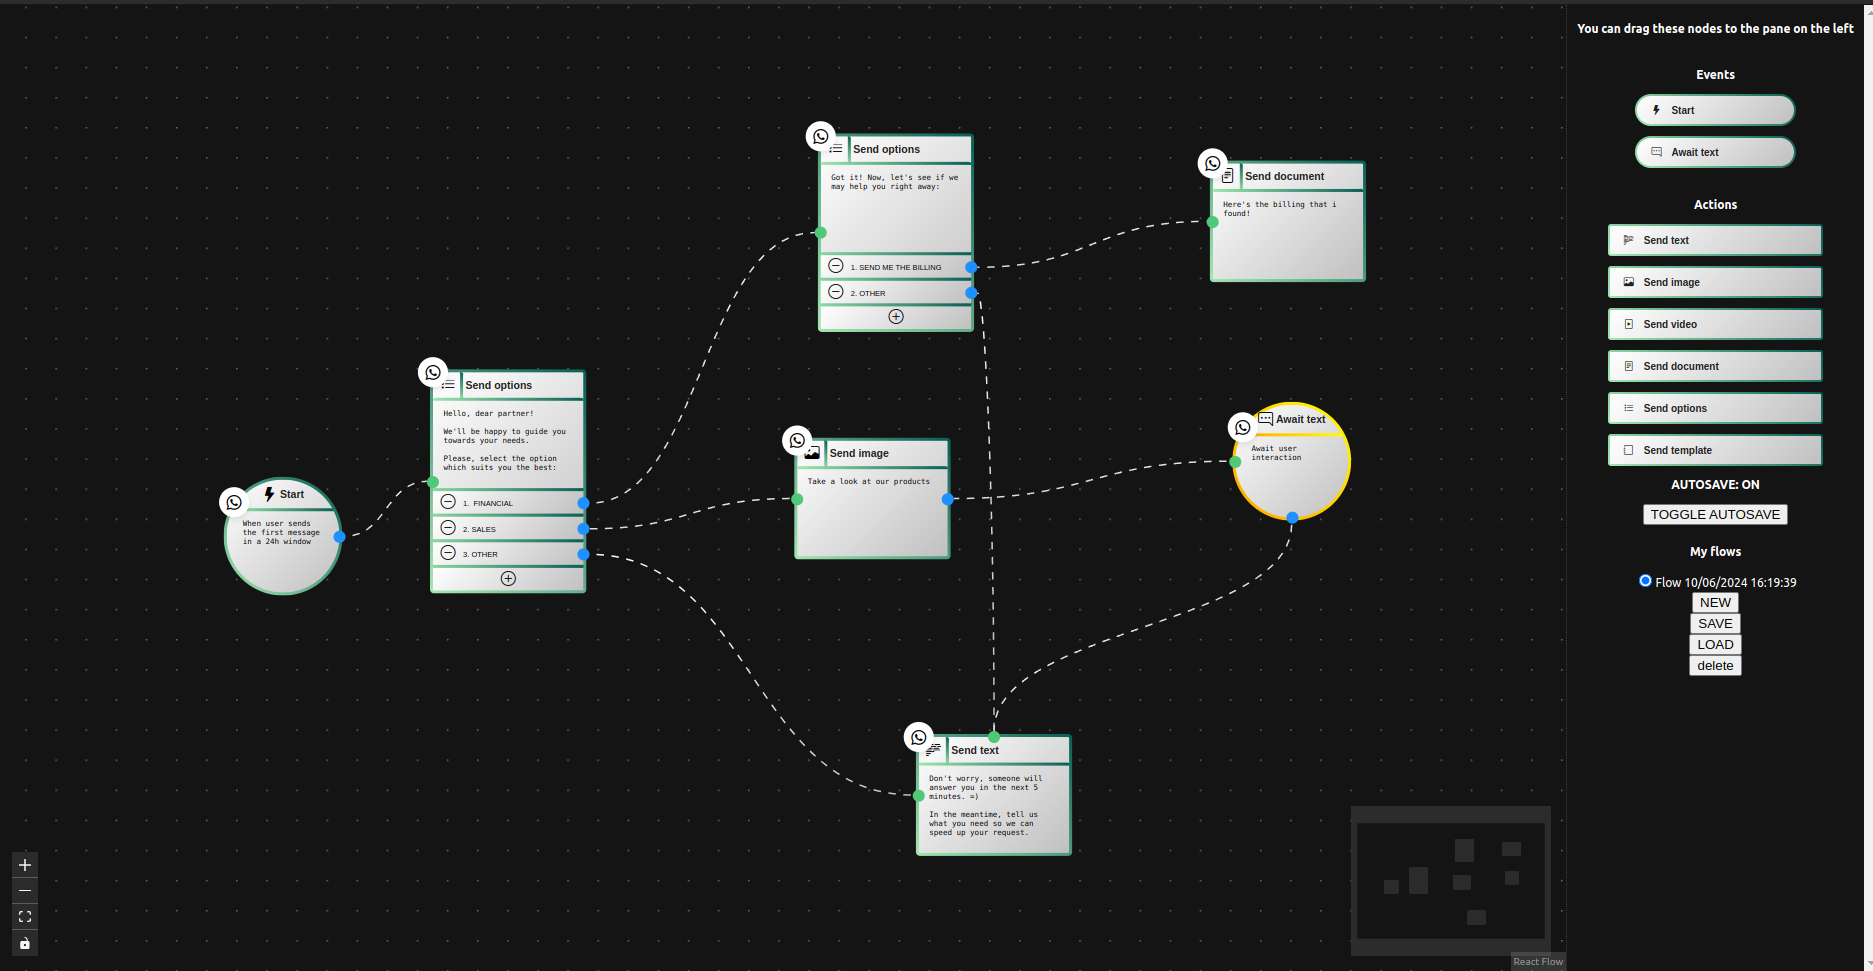 You can drag these nodes to the pane on the left
Events
Start
Await text
Actions
Send text
Send image
Send video
Send document
Send options
Send template
AUTOSAVE: ON
TOGGLE AUTOSAVE
My flows
Flow 10/06/2024 16:19:39
NEW
SAVE
LOAD
delete
Start
When user sends
the first message
in a 24h window
Send options
Hello, dear partner!
We'll be happy to guide you
towards your needs.
Please, select the option
which suits you the best:
1. FINANCIAL
2. SALES
3. OTHER
Send options
Got it! Now, let's see if we
may help you right away:
1. SEND ME THE BILLING
2. OTHER
Send document
Here's the billing that i
found!
Send image
Take a look at our products
Await text
Await user
interaction
Send text
Don't worry, someone will
answer you in the next 5
minutes. =)
In the meantime, tell us
what you need so we can
speed up your request.
React Flow